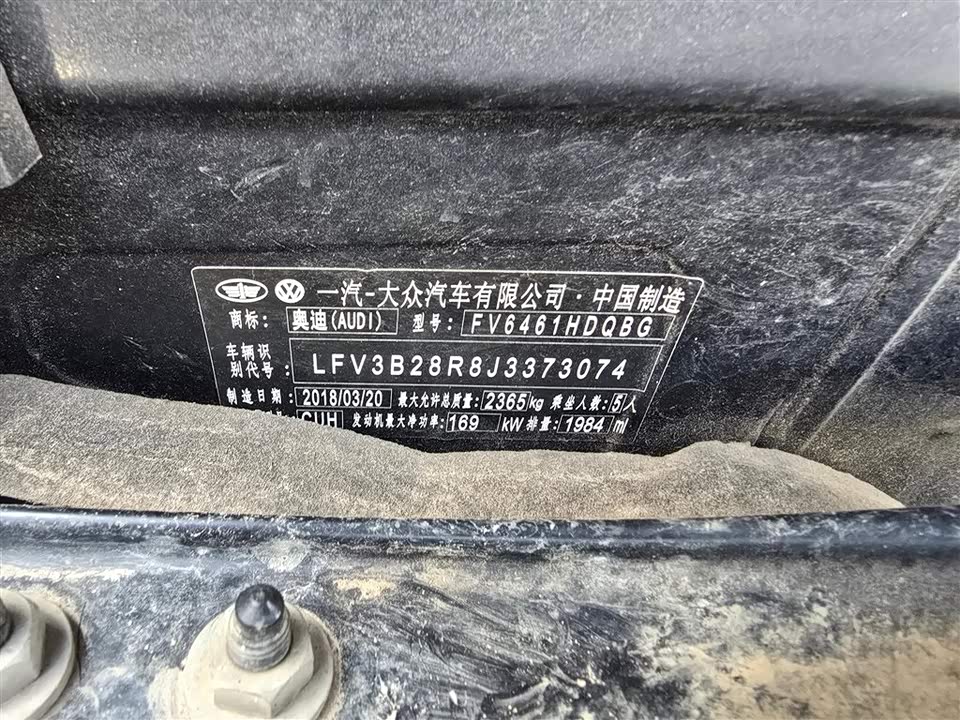 一汽-大众汽车有限公司·中国制造
商标: 奥迪(AUDI) 型号: FV6461HDQBG
车辆识别代号: LFV3B28R8J3373074
制造日期: 2018/03/20 最大允许总质量: 2365kg 乘坐人数: 5人
CUH 发动机最大净功率: 169 kW 排量: 1984 ml